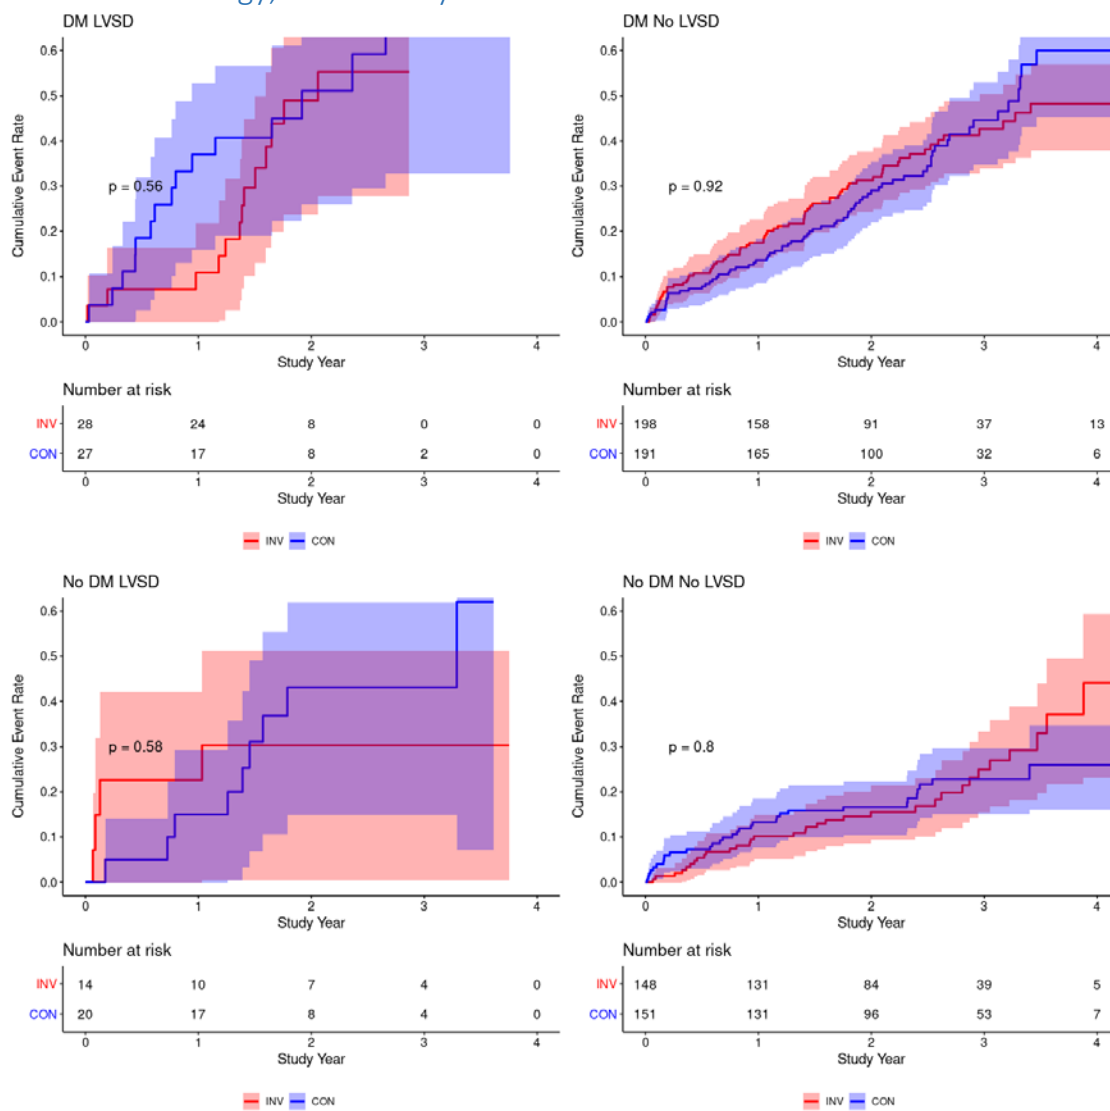 DM LVSD
0.6
0.5
0.4
0.3
0.2
0.1
0.0
Cumulative Event Rate
p = 0.56
0 1 2 3 4
Study Year
Number at risk
INV 28 24 8 0 0
CON 27 17 8 2 0
0 1 2 3 4
Study Year
INV CON
DM No LVSD
0.6
0.5
0.4
0.3
0.2
0.1
0.0
Cumulative Event Rate
p = 0.92
0 1 2 3 4
Study Year
Number at risk
INV 198 158 91 37 13
CON 191 165 100 32 6
0 1 2 3 4
Study Year
INV CON
No DM LVSD
0.6
0.5
0.4
0.3
0.2
0.1
0.0
Cumulative Event Rate
p = 0.58
0 1 2 3 4
Study Year
Number at risk
INV 14 10 7 4 0
CON 20 17 8 4 0
0 1 2 3 4
Study Year
INV CON
No DM No LVSD
0.6
0.5
0.4
0.3
0.2
0.1
0.0
Cumulative Event Rate
p = 0.8
0 1 2 3 4
Study Year
Number at risk
INV 148 131 84 39 5
CON 151 131 96 53 7
0 1 2 3 4
Study Year
INV CON